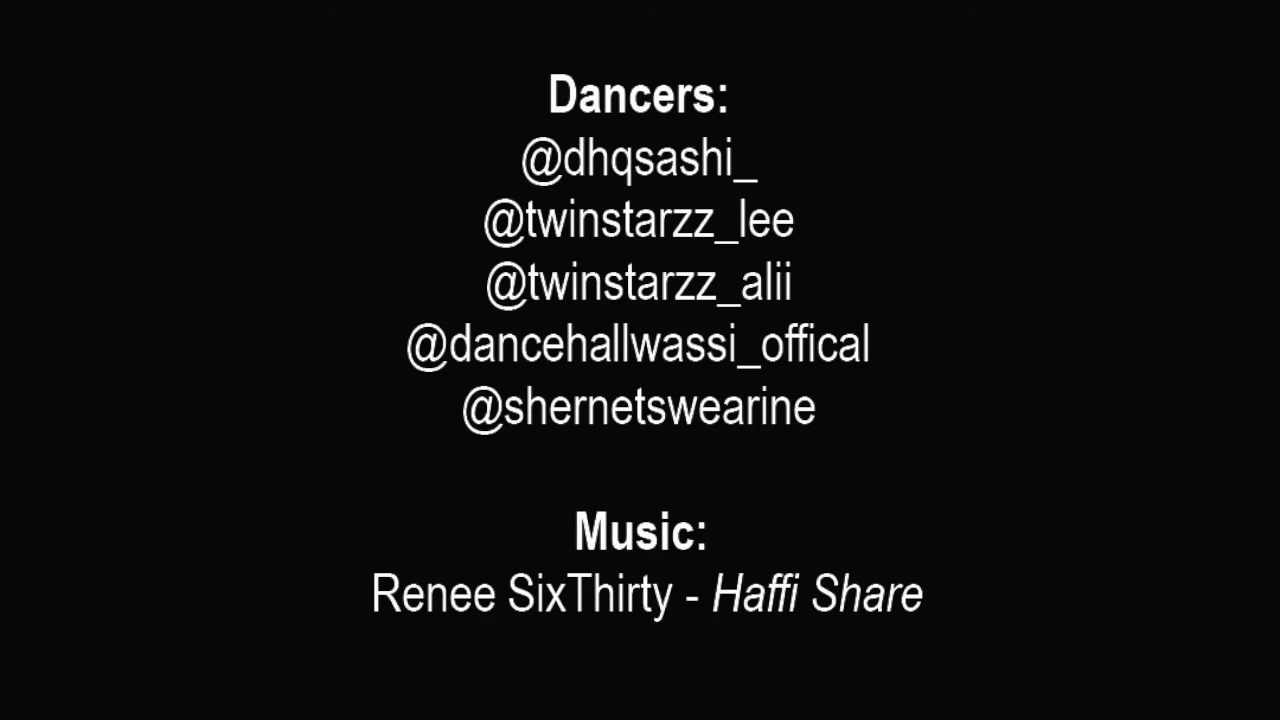 Dancers:
@dhqsashi_
@twinstarzz_lee
@twinstarzz_alii
@dancehallwassi_offical
@shernetswearine
Music:
Renee SixThirty - Haffi Share